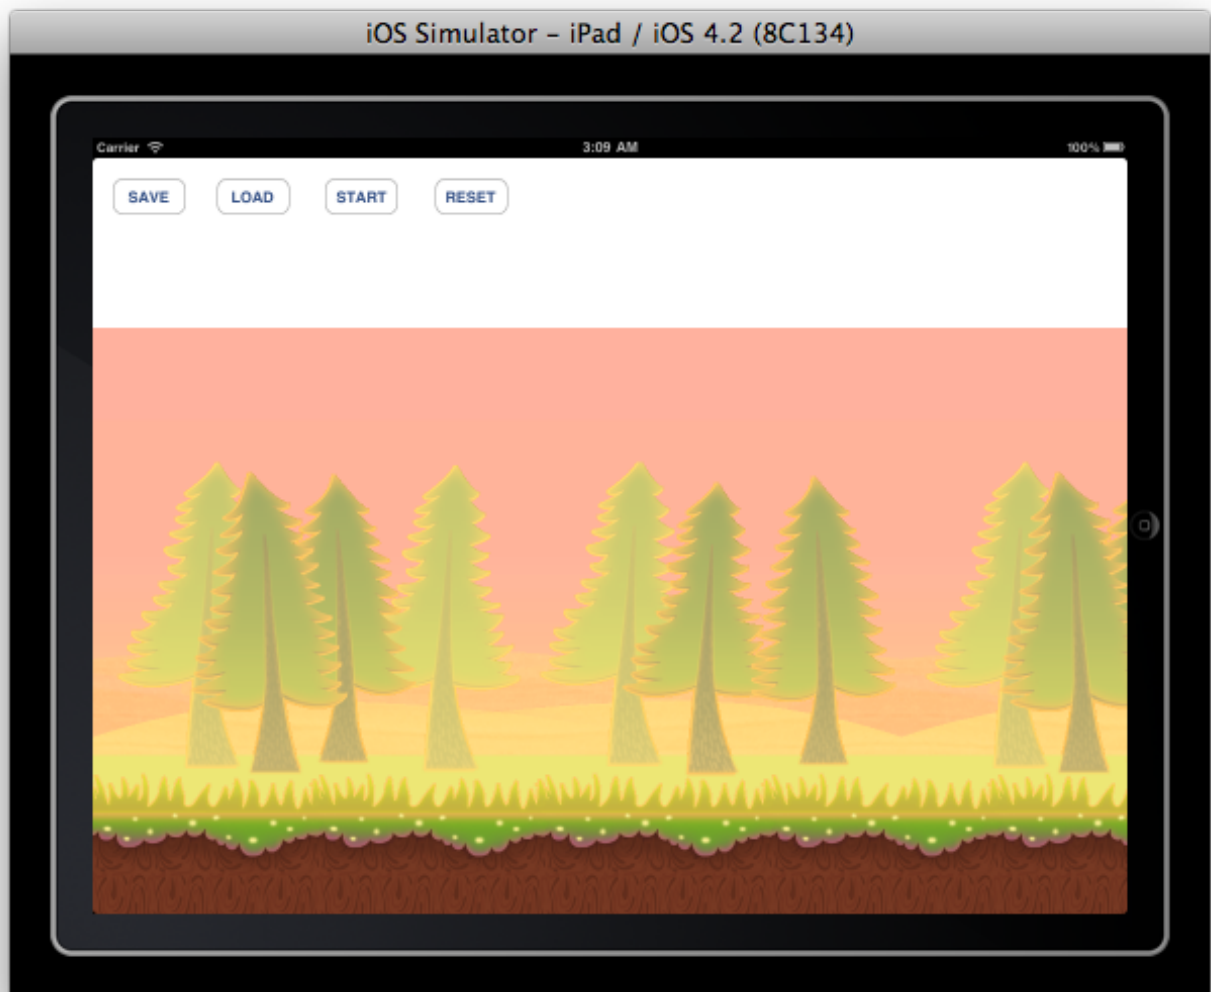 iOS Simulator - iPad / iOS 4.2 (8C134)
Carrier 3:09 AM 100%
SAVE LOAD START RESET